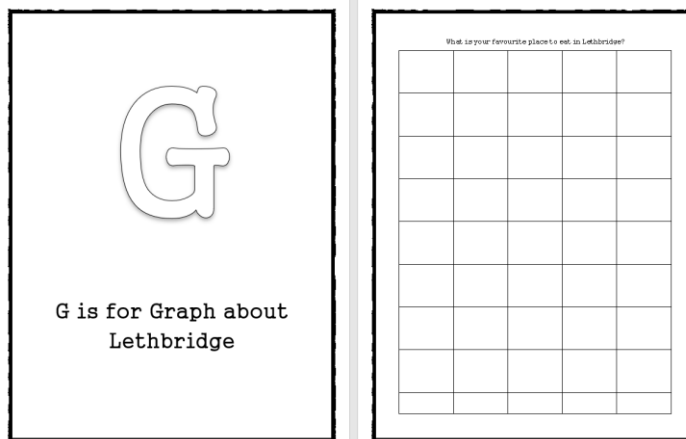 G
G is for Graph about
Lethbridge
What is your favourite place to eat in Lethbridge?